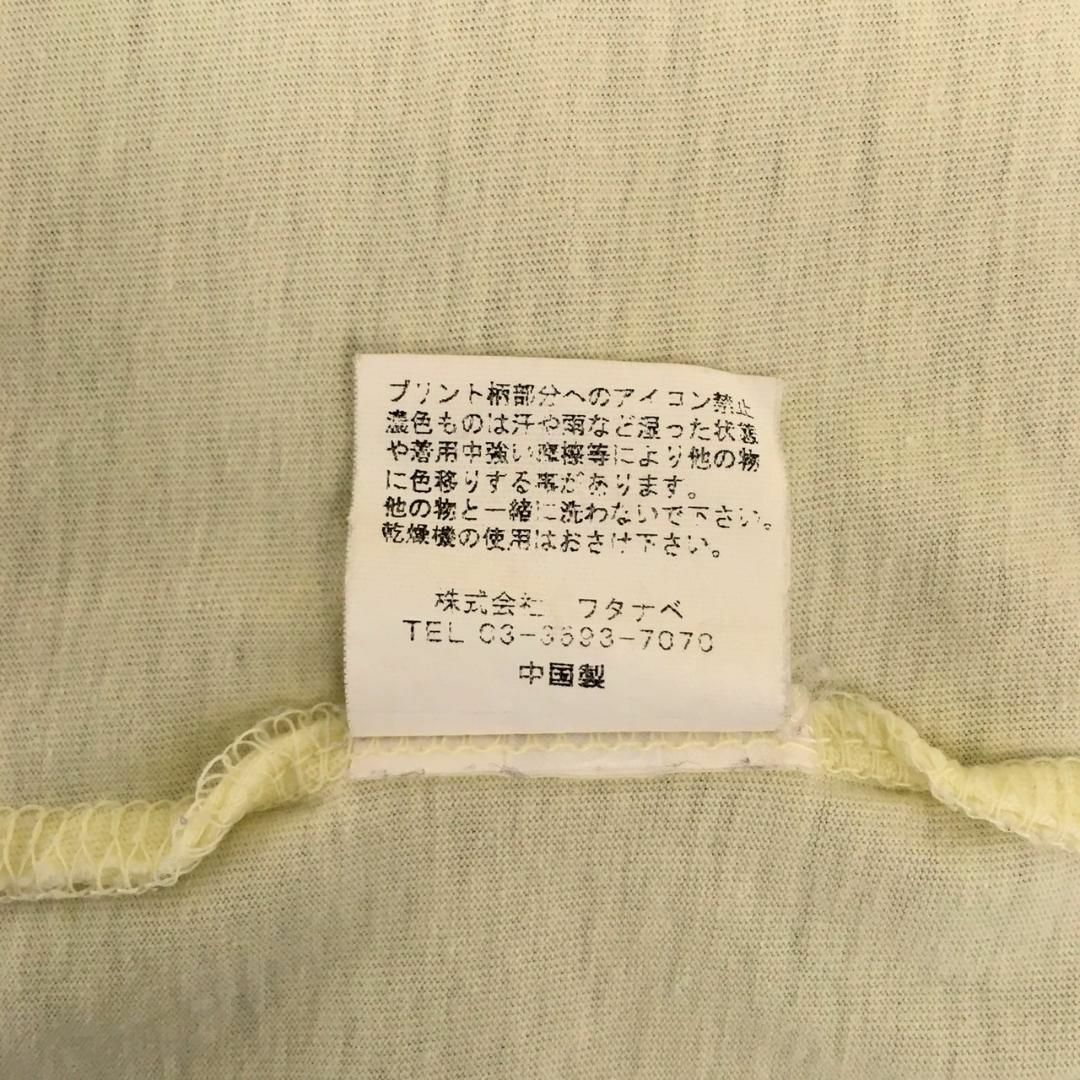 プリント柄部分へのアイコン禁止
濃色ものは汗や雨など湿った状態
や着用中強い摩擦等により他の物
に色移りする事があります。
他の物と一緒に洗わないで下さい。
乾燥機の使用はおさけ下さい。
株式会社 ワタナベ
TEL 03-3693-7070
中国製